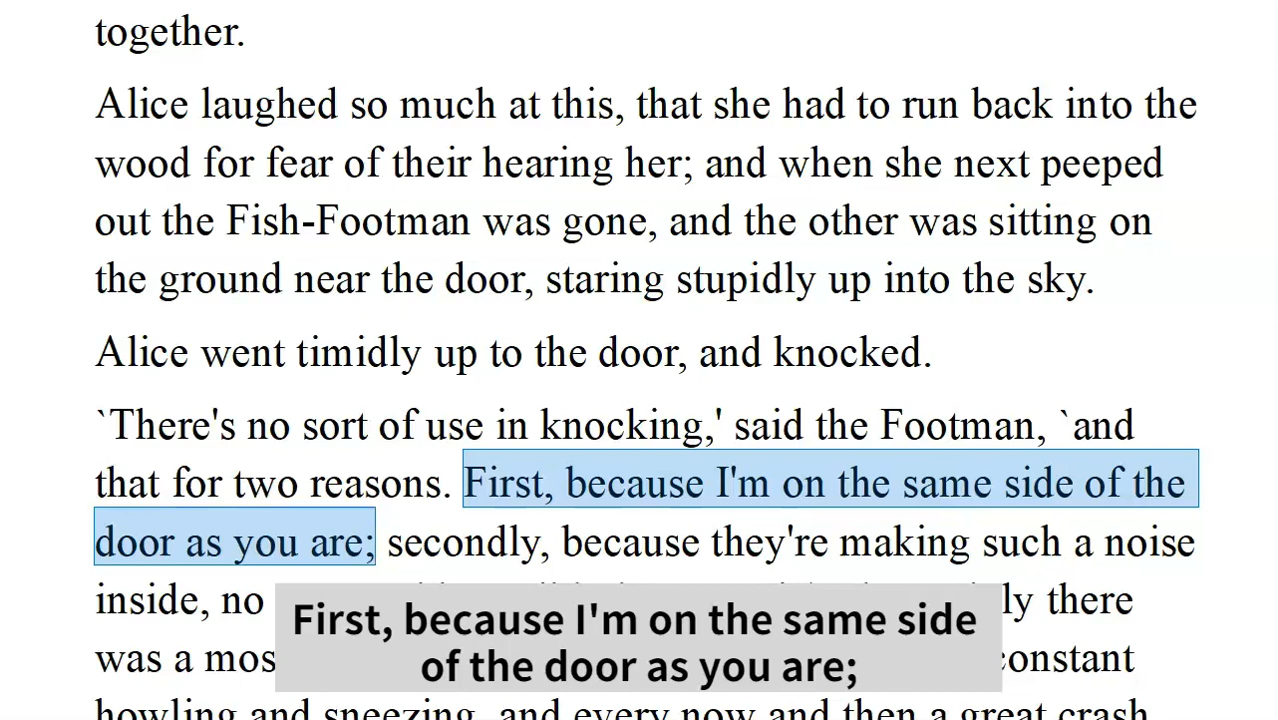 together.
Alice laughed so much at this, that she had to run back into the
wood for fear of their hearing her; and when she next peeped
out the Fish-Footman was gone, and the other was sitting on
the ground near the door, staring stupidly up into the sky.
Alice went timidly up to the door, and knocked.
`There's no sort of use in knocking,' said the Footman, `and
that for two reasons. First, because I'm on the same side of the
door as you are; secondly, because they're making such a noise
inside, no ly there
was a mos constant
howling and sneezing, and every now and then a great crash
First, because I'm on the same side
of the door as you are;